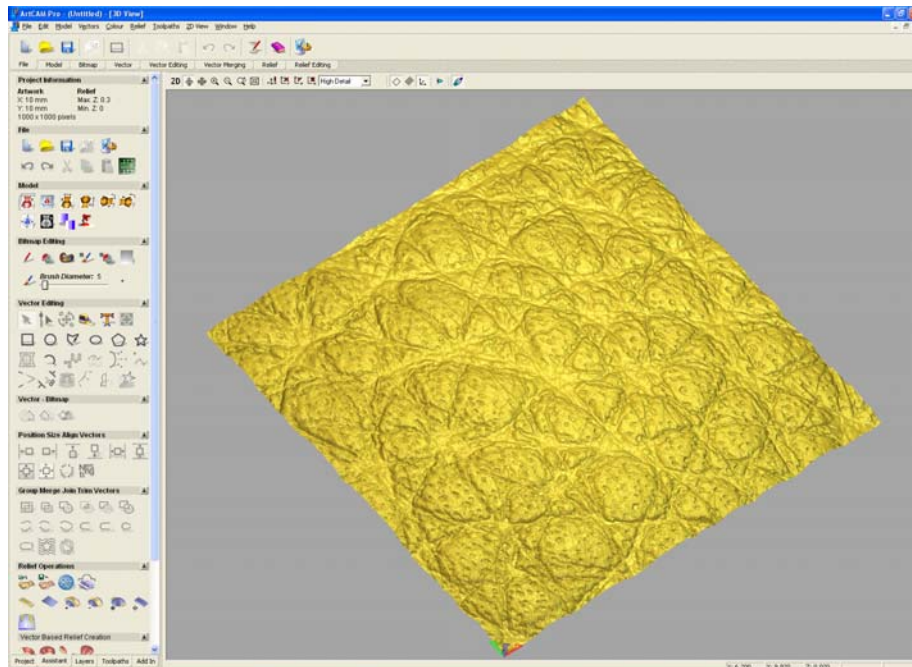 ArtCAM Pro - (Untitled) - [3D View]
File Edit Model Vectors Colour Relief Toolpaths 2D View Window Help
File Model Bitmap Vector Vector Editing Vector Merging Relief Relief Editing
Project Information
Artwork Relief
X: 10 mm Max. Z: 0.3
Y: 10 mm Min. Z: 0
1000 x 1000 pixels
2D High Detail
File
Model
Bitmap Editing
Brush Diameter: 5
Vector Editing
Vector - Bitmap
Position Size Align Vectors
Group Merge Join Trim Vectors
Relief Operations
Vector Based Relief Creation
Project Assistant Layers Toolpaths Add In